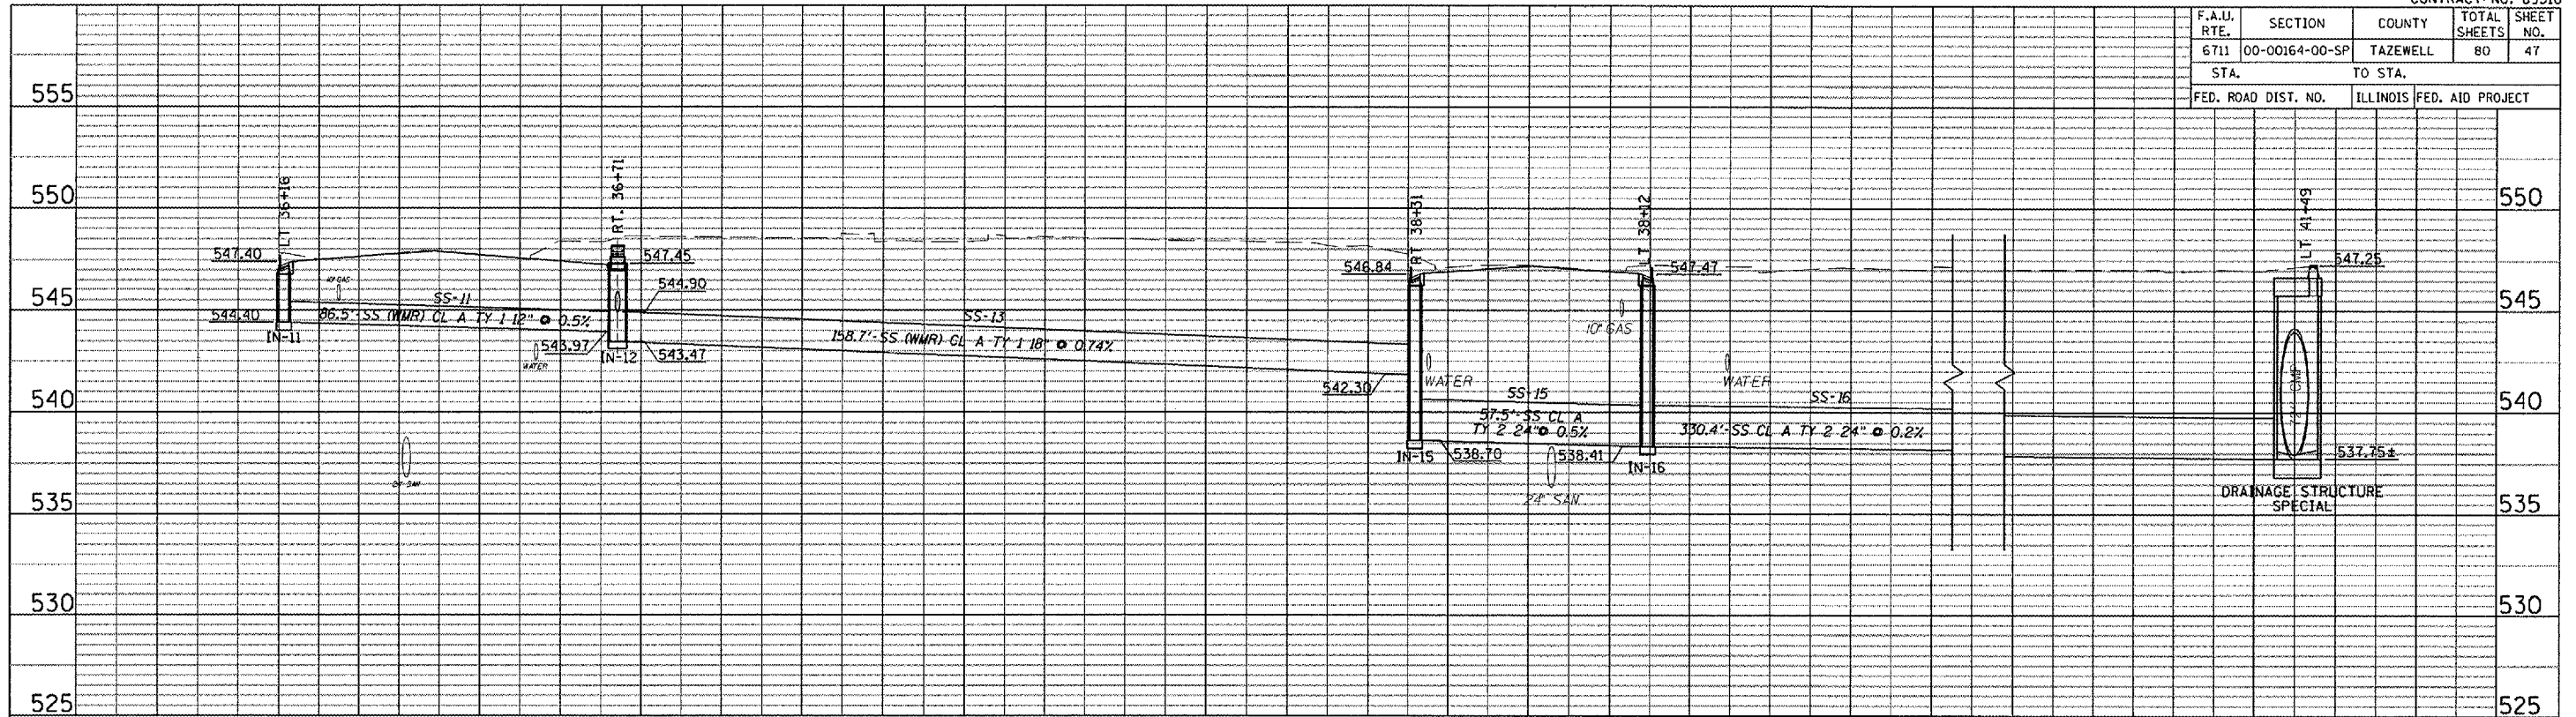 F.A.U. RTE. SECTION COUNTY TOTAL SHEETS SHEET NO.
6711 00-00164-00-SP TAZEWELL 80 47
STA. TO STA.
FED. ROAD DIST. NO. ILLINOIS FED. AID PROJECT
555
550 550
545 545
540 540
535 535
530 530
525 525
LT 36+16
547.40
544.40
IN-11
SS-11
86.5'-SS (WMR) CL A TY 1 12" @ 0.5%
WATER
RT. 36+71
547.45
544.90
543.97
IN-12
543.47
SS-13
158.7'-SS (WMR) CL A TY 1 18" @ 0.74%
RT 38+31
546.84
542.30
WATER
IN-15
538.70
SS-15
57.5'-SS CL A
TY 2 24" @ 0.5%
24" SAN
538.41
10" GAS
LT 38+12
547.47
IN-16
WATER
SS-16
330.4'-SS CL A TY 2 24" @ 0.2%
LT 41+49
547.25
CMP
537.75±
DRAINAGE STRUCTURE
SPECIAL